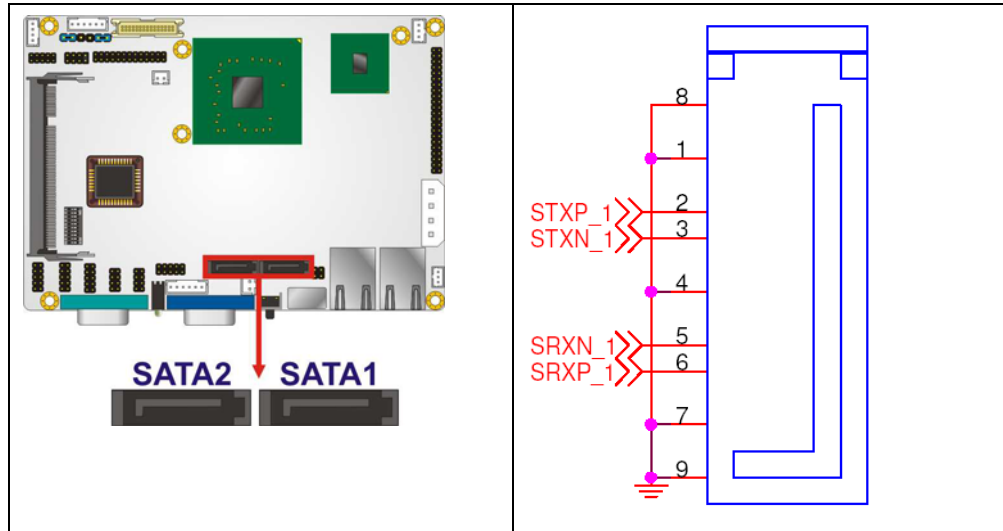 SATA2 SATA1
8
1
STXP_1 2
STXN_1 3
4
SRXN_1 5
SRXP_1 6
7
9